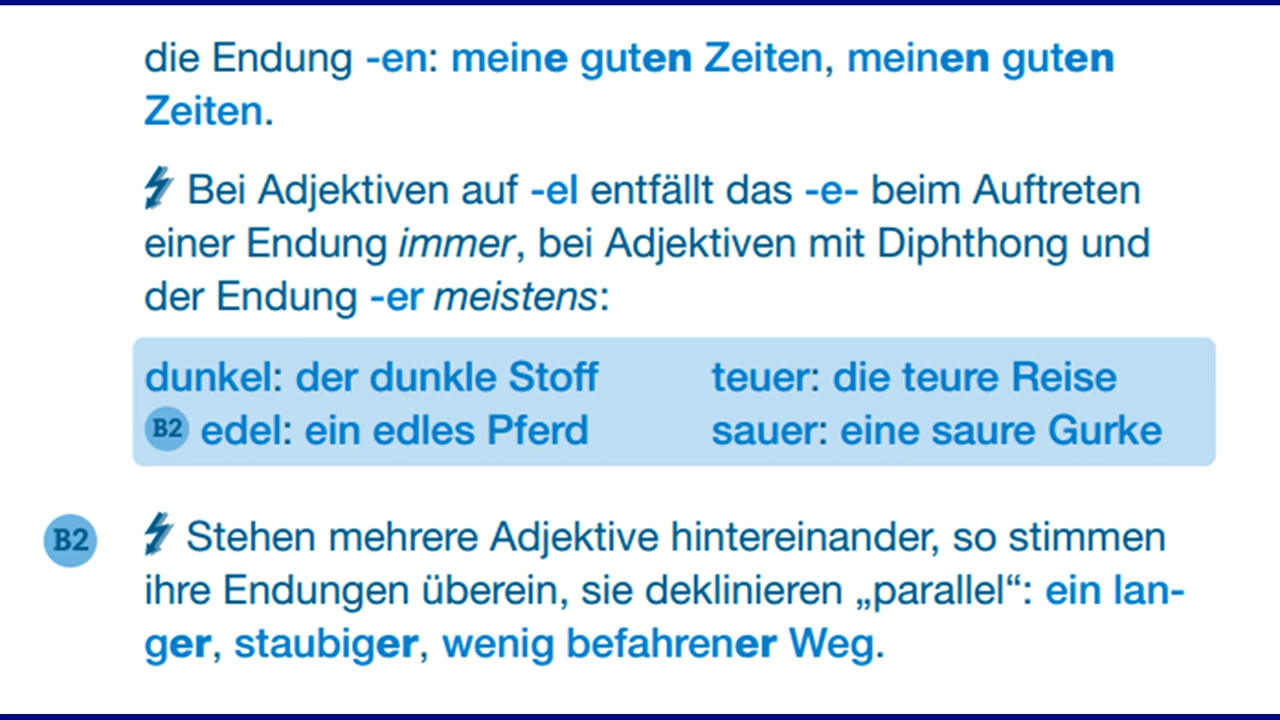 die Endung -en: meine guten Zeiten, meinen guten
Zeiten.
Bei Adjektiven auf -el entfällt das -e- beim Auftreten
einer Endung immer, bei Adjektiven mit Diphthong und
der Endung -er meistens:
dunkel: der dunkle Stoff teuer: die teure Reise
B2 edel: ein edles Pferd sauer: eine saure Gurke
B2 Stehen mehrere Adjektive hintereinander, so stimmen
ihre Endungen überein, sie deklinieren „parallel“: ein lan-
ger, staubiger, wenig befahrener Weg.